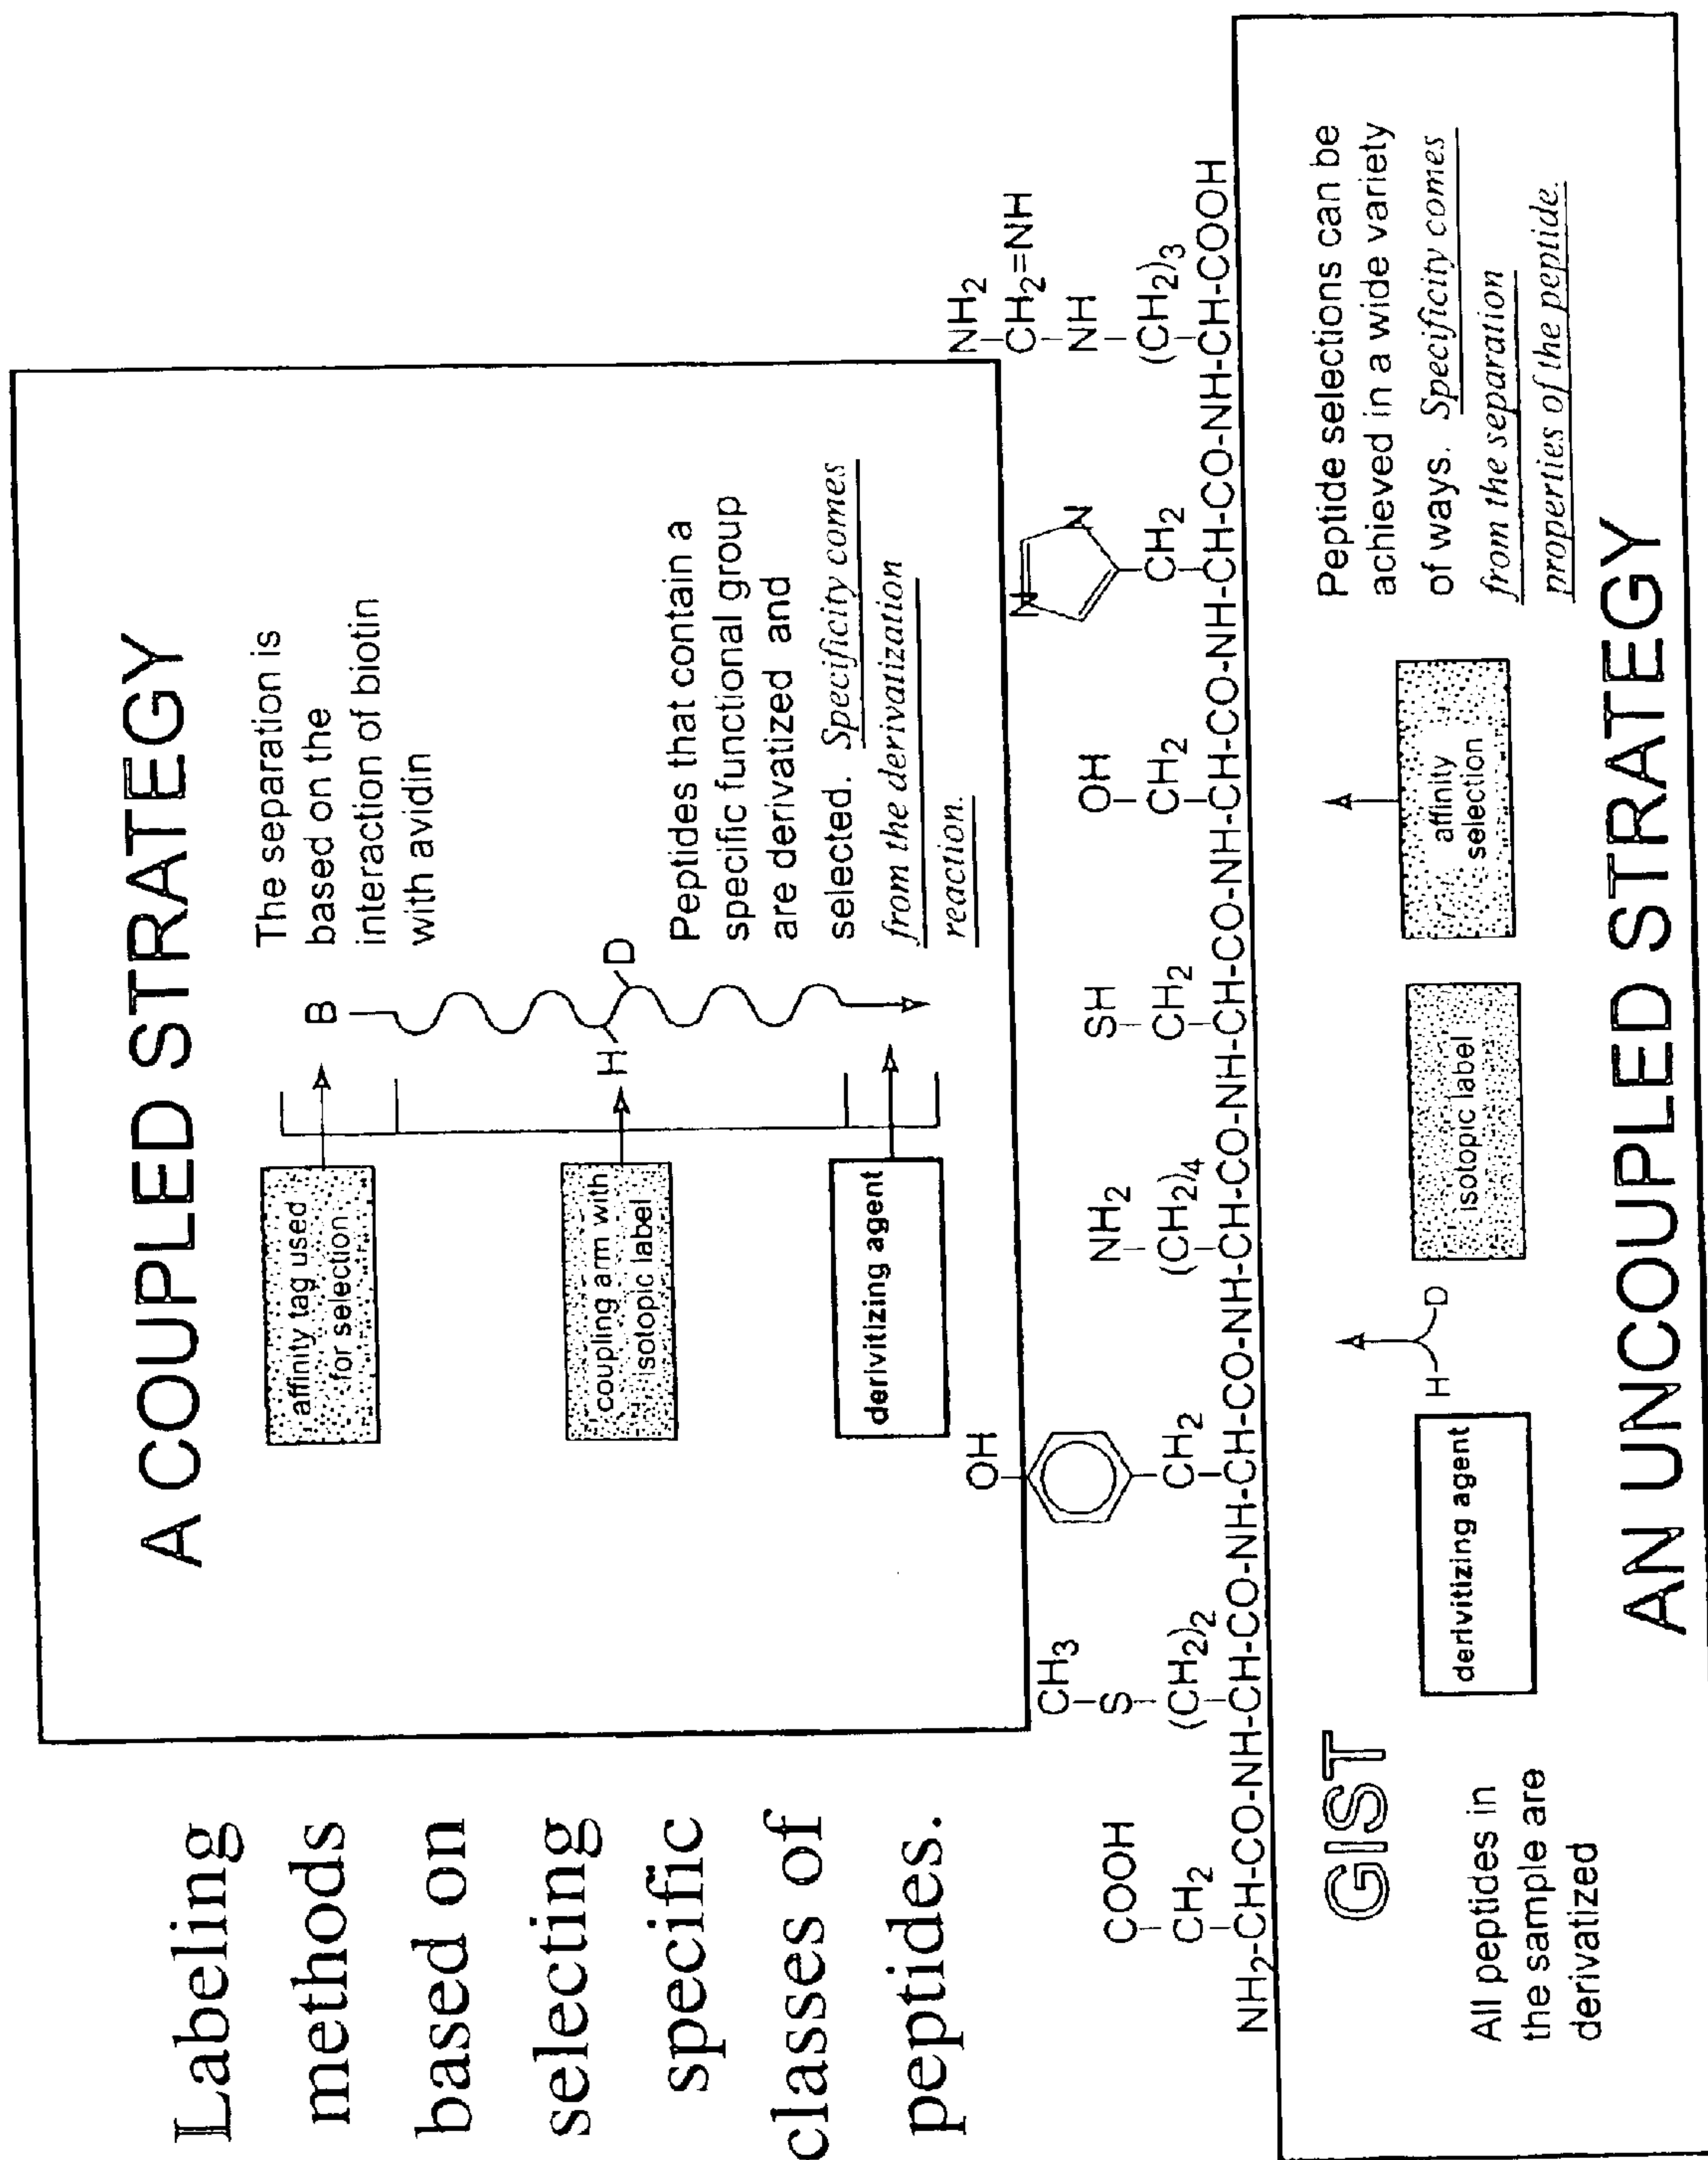 Labeling
methods
based on
selecting
specific
classes of
peptides.
A COUPLED STRATEGY
affinity tag used
for selection
B
The separation is
based on the
interaction of biotin
with avidin
coupling arm with
isotopic label
H
D
derivitizing agent
Peptides that contain a
specific functional group
are derivatized and
selected. Specificity comes
from the derivatization
reaction.
COOH
CH2
CH3
S
(CH2)2
OH
CH2
NH2
(CH2)4
SH
CH2
OH
CH2
N
N
CH2
NH2
CH2=NH
NH
(CH2)3
NH2-CH-CO-NH-CH-CO-NH-CH-CO-NH-CH-CO-NH-CH-CO-NH-CH-CO-NH-CH-CO-NH-CH-COOH
GIST
All peptides in
the sample are
derivatized
derivitizing agent
H
D
isotopic label
affinity
selection
Peptide selections can be
achieved in a wide variety
of ways. Specificity comes
from the separation
properties of the peptide.
AN UNCOUPLED STRATEGY